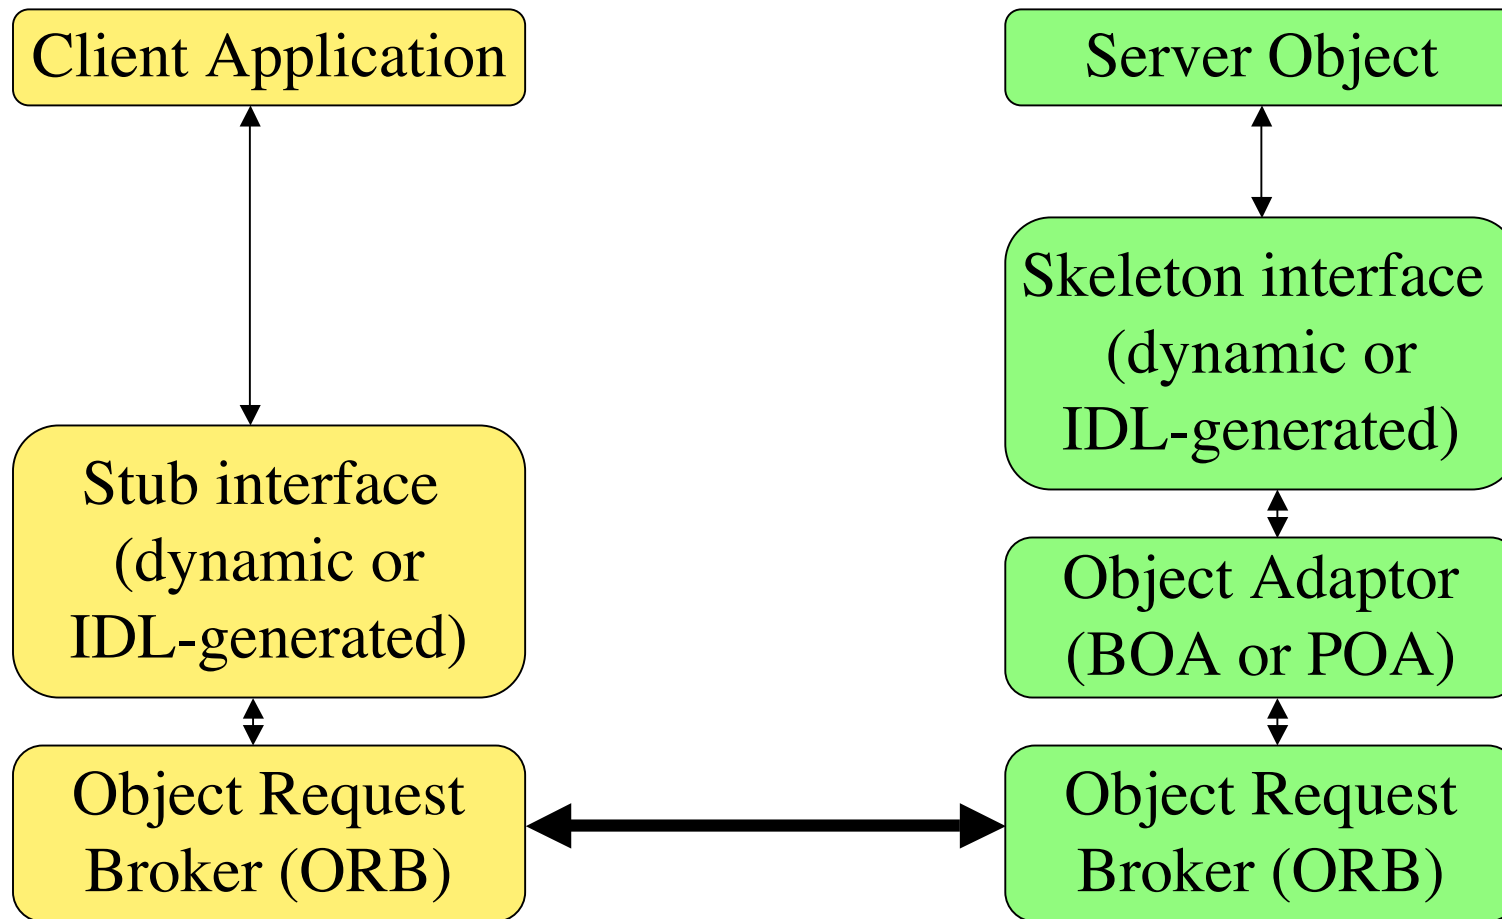 Client Application
Stub interface
(dynamic or
IDL-generated)
Object Request
Broker (ORB)
Server Object
Skeleton interface
(dynamic or
IDL-generated)
Object Adaptor
(BOA or POA)
Object Request
Broker (ORB)